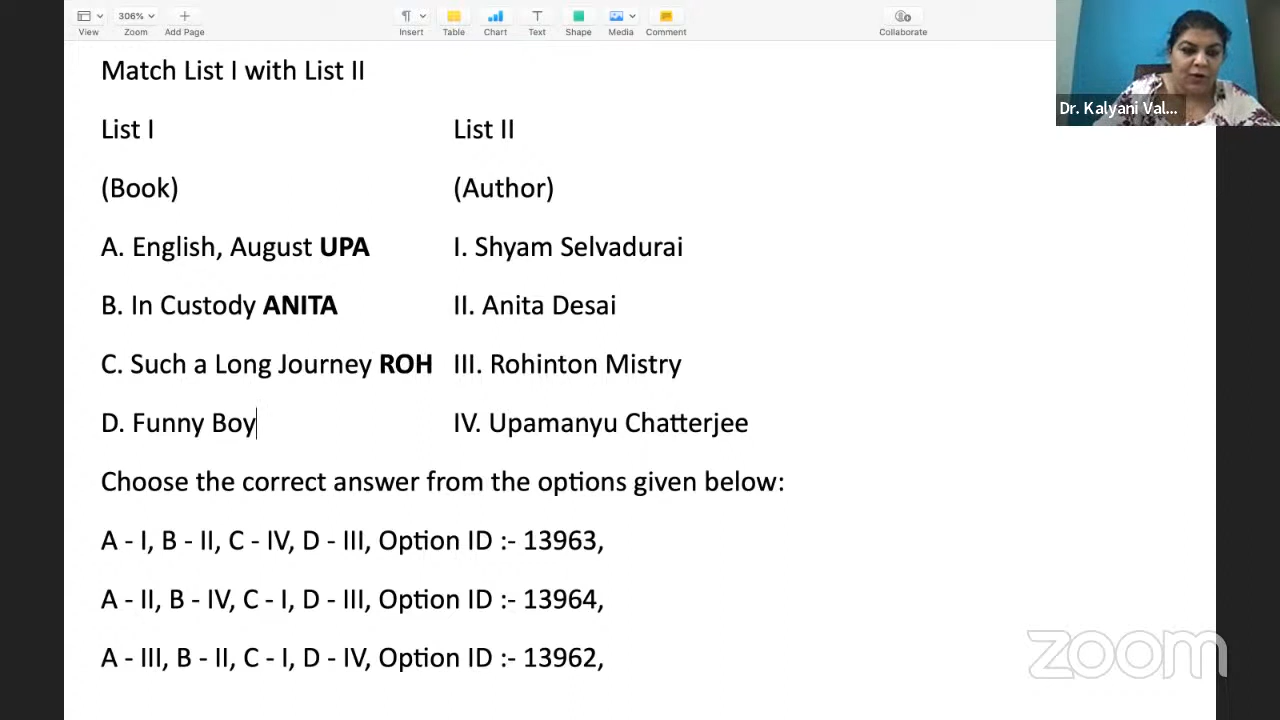 View
306%
Zoom
Add Page
Insert
Table
Chart
Text
Shape
Media
Comment
Collaborate
Dr. Kalyani Val...
Match List I with List II
List I List II
(Book) (Author)
A. English, August UPA I. Shyam Selvadurai
B. In Custody ANITA II. Anita Desai
C. Such a Long Journey ROH III. Rohinton Mistry
D. Funny Boy IV. Upamanyu Chatterjee
Choose the correct answer from the options given below:
A - I, B - II, C - IV, D - III, Option ID :- 13963,
A - II, B - IV, C - I, D - III, Option ID :- 13964,
A - III, B - II, C - I, D - IV, Option ID :- 13962,
zoom